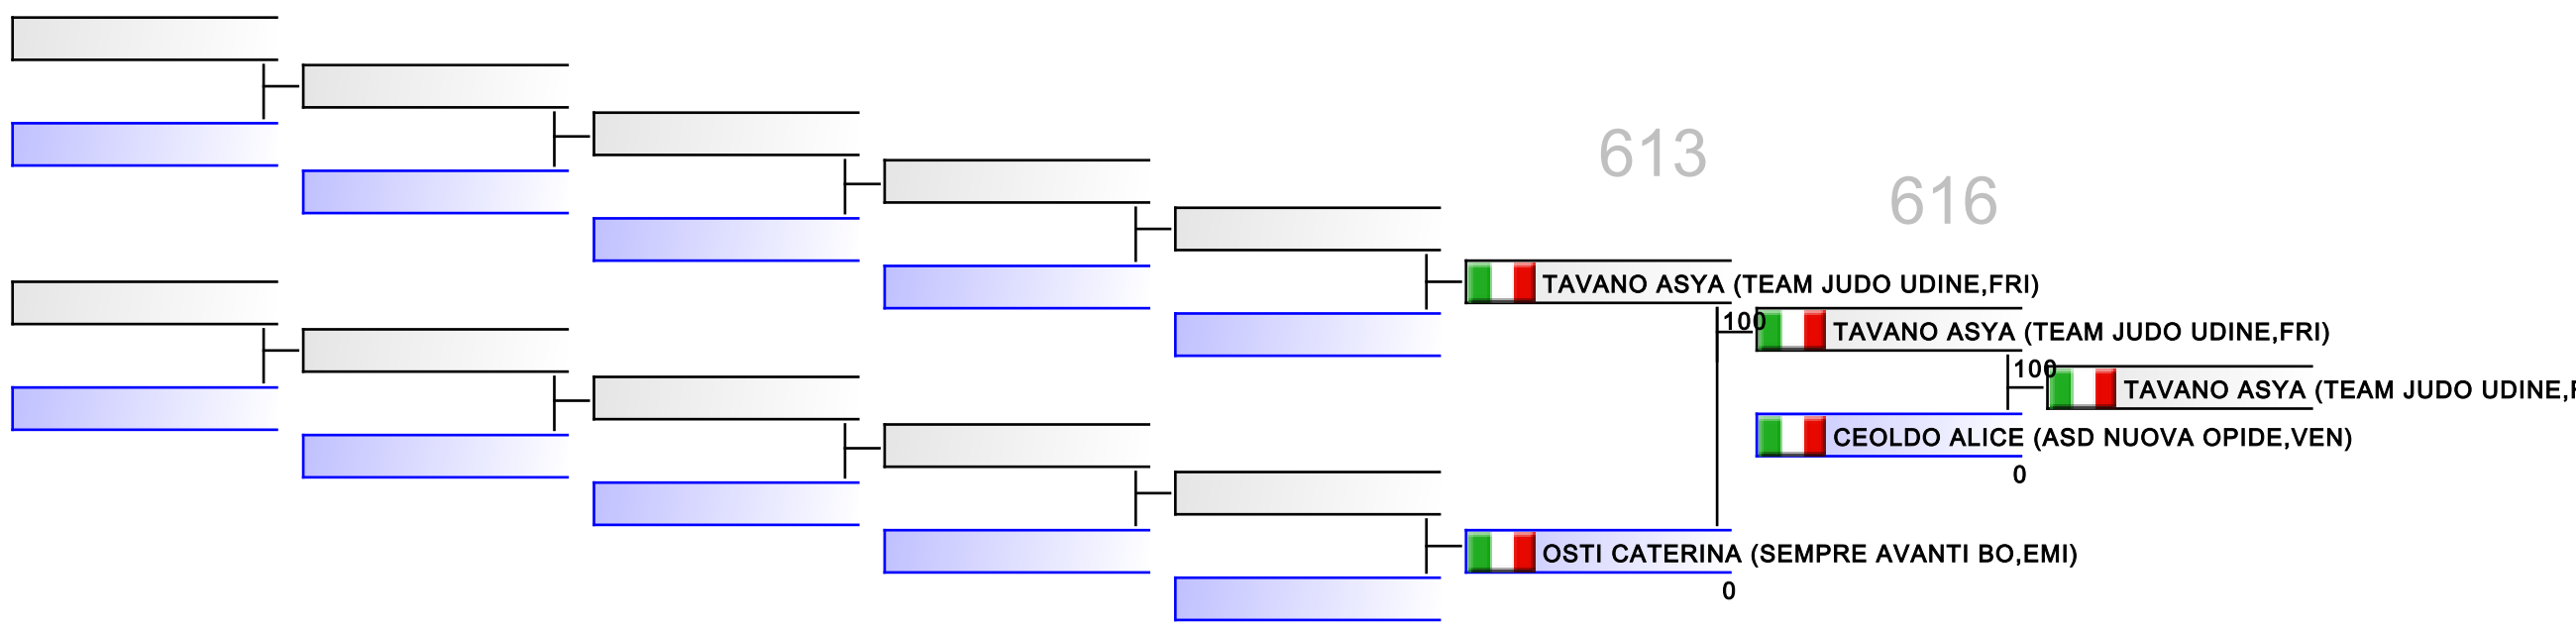 613
616
TAVANO ASYA (TEAM JUDO UDINE,FRI)
100
TAVANO ASYA (TEAM JUDO UDINE,FRI)
100
TAVANO ASYA (TEAM JUDO UDINE,F
CEOLDO ALICE (ASD NUOVA OPIDE,VEN)
0
OSTI CATERINA (SEMPRE AVANTI BO,EMI)
0